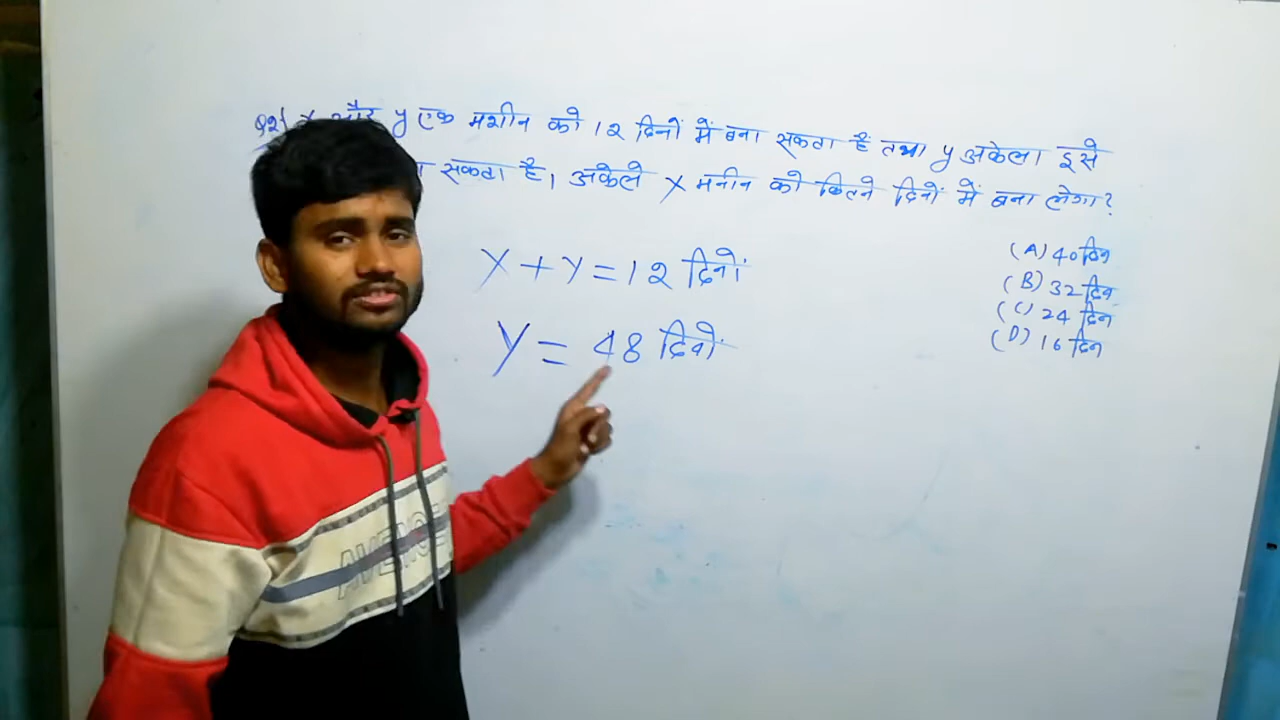 Q2) X और y एक मशीन को 12 दिनों में बना सकता है तथा y अकेला इसे
सकता है, अकेले X मशीन को कितने दिनों में बना लेगा?
(A) 40 दिन
X + Y = 12 दिनों
(B) 32 दिन
(C) 24 दिन
Y = 48 दिनों
(D) 16 दिन